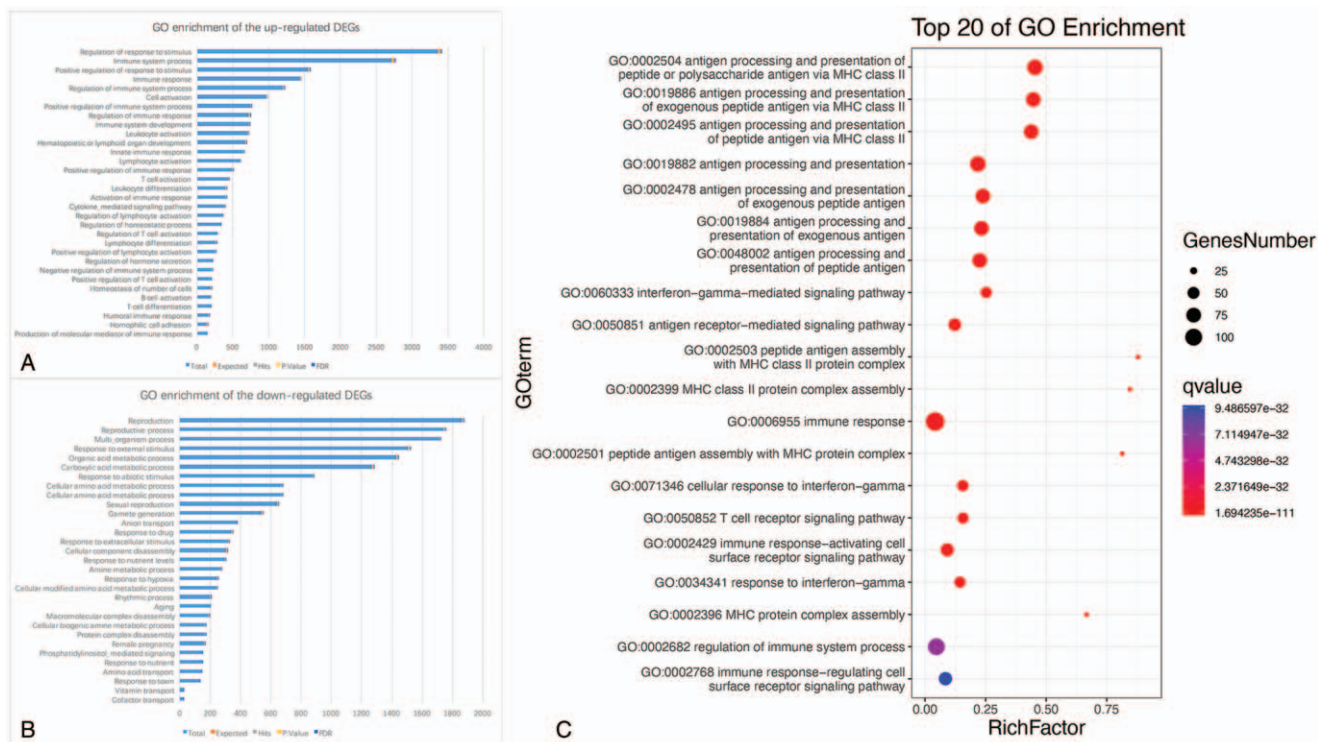 GO enrichment of the up-regulated DEGs
Regulation of response to stimulus
Immune system process
Positive regulation of response to stimulus
Immune response
Regulation of immune system process
Cell activation
Positive regulation of immune system process
Regulation of immune response
Immune system development
Leukocyte activation
Hematopoietic or lymphoid organ development
Innate immune response
Lymphocyte activation
Positive regulation of immune response
T cell activation
Leukocyte differentiation
Activation of immune response
Cytokine_mediated signaling pathway
Regulation of lymphocyte activation
Regulation of homeostatic process
Regulation of T cell activation
Lymphocyte differentiation
Positive regulation of lymphocyte activation
Regulation of hormone secretion
Negative regulation of immune system process
Positive regulation of T cell activation
Homeostasis of number of cells
B cell activation
T cell differentiation
Humoral immune response
Homophilic cell adhesion
Production of molecular mediator of immune response
0 500 1000 1500 2000 2500 3000 3500 4000
A
Total Expected Hits P.Value FDR
GO enrichment of the down-regulated DEGs
Reproduction
Reproductive process
Multi_organism process
Response to external stimulus
Organic acid metabolic process
Carboxylic acid metabolic process
Response to abiotic stimulus
Cellular amino acid metabolic process
Cellular amino acid metabolic process
Sexual reproduction
Gamete generation
Anion transport
Response to drug
Response to extracellular stimulus
Cellular component disassembly
Response to nutrient levels
Amine metabolic process
Response to hypoxia
Cellular modified amino acid metabolic process
Rhythmic process
Aging
Macromolecular complex disassembly
Cellular biogenic amine metabolic process
Protein complex disassembly
Female pregnancy
Phosphatidylinositol_mediated signaling
Response to nutrient
Amino acid transport
Response to toxin
Vitamin transport
Cofactor transport
0 200 400 600 800 1000 1200 1400 1600 1800 2000
B
Total Expected Hits P.Value FDR
Top 20 of GO Enrichment
GO:0002504 antigen processing and presentation of
peptide or polysaccharide antigen via MHC class II
GO:0019886 antigen processing and presentation
of exogenous peptide antigen via MHC class II
GO:0002495 antigen processing and presentation
of peptide antigen via MHC class II
GO:0019882 antigen processing and presentation
GO:0002478 antigen processing and presentation
of exogenous peptide antigen
GO:0019884 antigen processing and
presentation of exogenous antigen
GO:0048002 antigen processing and
presentation of peptide antigen
GO:0060333 interferon−gamma−mediated signaling pathway
GO:0050851 antigen receptor−mediated signaling pathway
GO:0002503 peptide antigen assembly
with MHC class II protein complex
GO:0002399 MHC class II protein complex assembly
GO:0006955 immune response
GO:0002501 peptide antigen assembly with MHC protein complex
GO:0071346 cellular response to interferon−gamma
GO:0050852 T cell receptor signaling pathway
GO:0002429 immune response−activating cell
surface receptor signaling pathway
GO:0034341 response to interferon−gamma
GO:0002396 MHC protein complex assembly
GO:0002682 regulation of immune system process
GO:0002768 immune response−regulating cell
surface receptor signaling pathway
GOterm
0.00 0.25 0.50 0.75
RichFactor
C
GenesNumber
25
50
75
100
qvalue
9.486597e−32
7.114947e−32
4.743298e−32
2.371649e−32
1.694235e−111